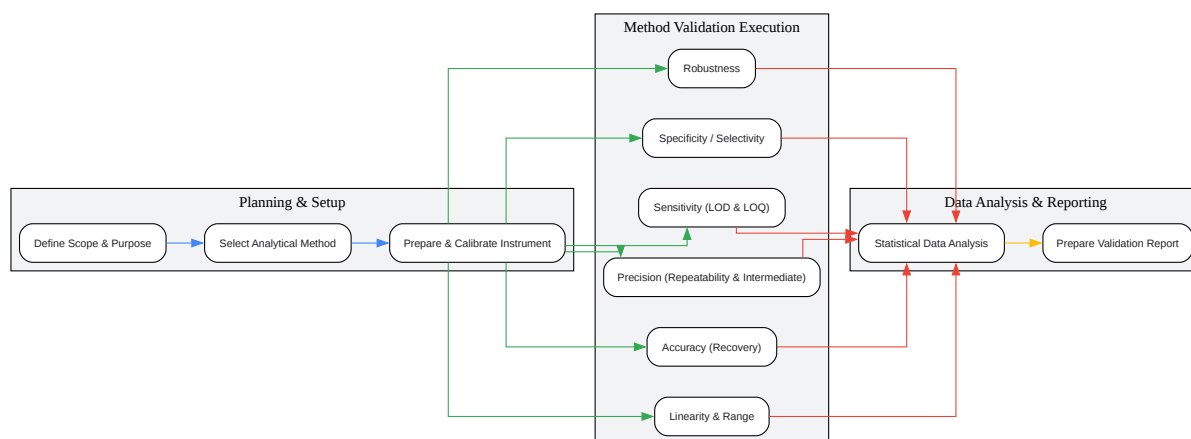 Method Validation Execution
Robustness
Specificity / Selectivity
Sensitivity (LOD & LOQ)
Precision (Repeatability & Intermediate)
Accuracy (Recovery)
Linearity & Range
Planning & Setup
Define Scope & Purpose
Select Analytical Method
Prepare & Calibrate Instrument
Data Analysis & Reporting
Statistical Data Analysis
Prepare Validation Report